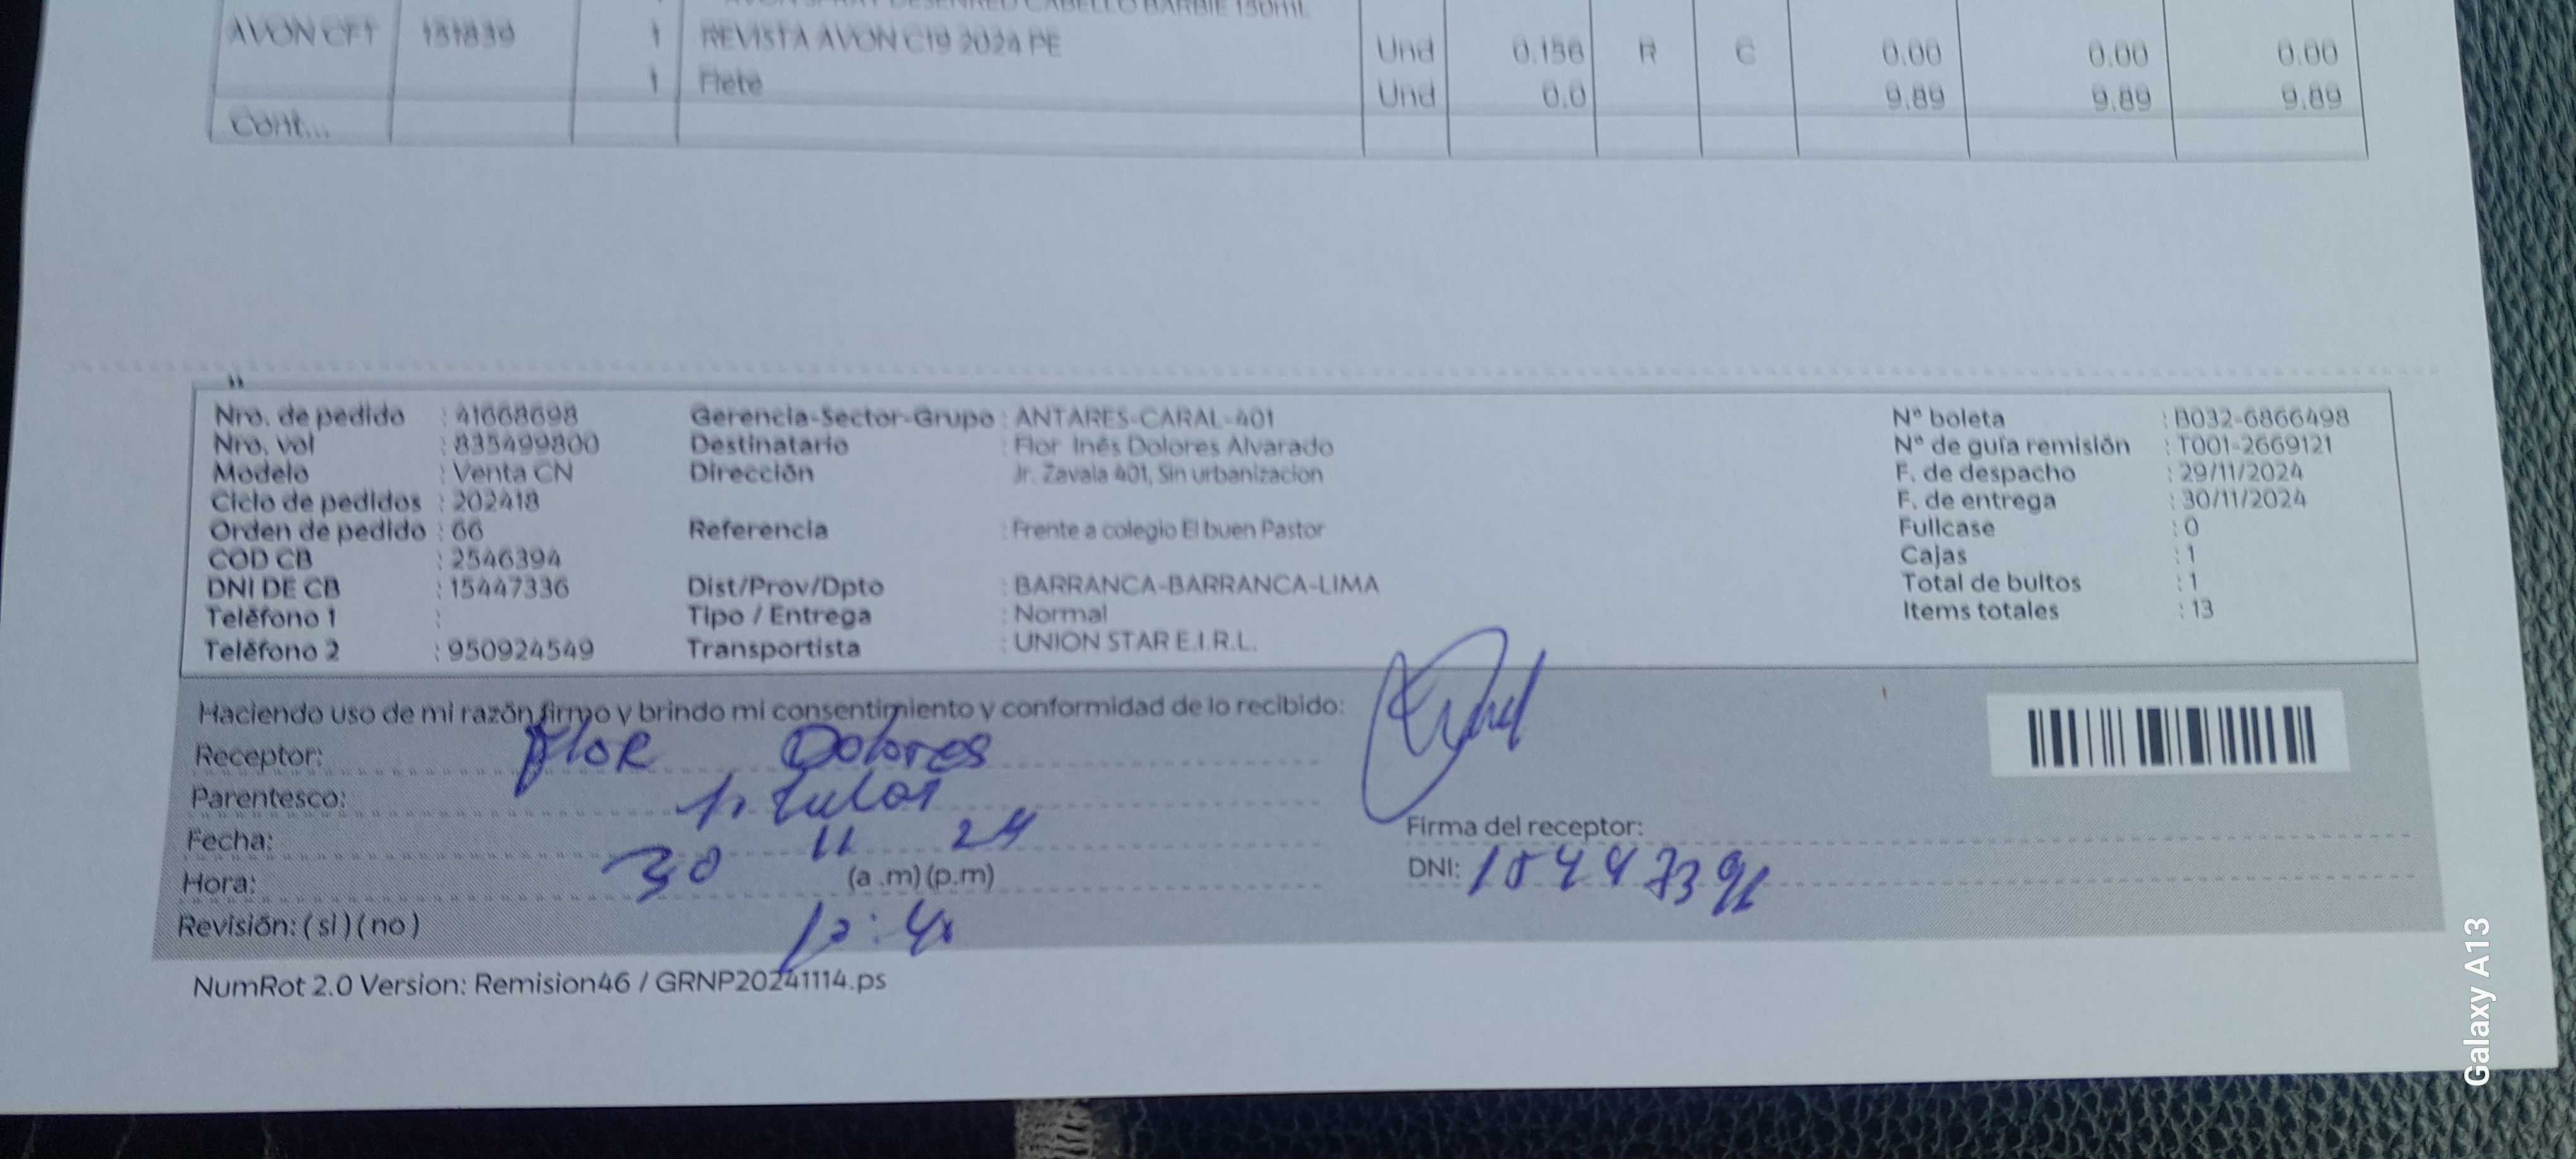 AVON SPRAY DESENRED CABELLO BARBIE 150ML
AVON CFT 151839 1 REVISTA AVON C19 2024 PE Und 0.156 R C 0.00 0.00 0.00
1 Flete Und 0.0 9.89 9.89 9.89
Cont...
Nro. de pedido : 41668698 Gerencia-Sector-Grupo : ANTARES-CARAL-401 Nª boleta : B032-6866498
Nro. vol : 835499800 Destinatario : Flor Inés Dolores Alvarado Nª de guía remisión : T001-2669121
Modelo : Venta CN Dirección Jr. Zavala 401, Sin urbanizacion F. de despacho : 29/11/2024
Ciclo de pedidos : 202418 F. de entrega : 30/11/2024
Orden de pedido : 66 Referencia : Frente a colegio El buen Pastor Fullcase : 0
COD CB : 2546394 Cajas : 1
DNI DE CB : 15447336 Dist/Prov/Dpto : BARRANCA-BARRANCA-LIMA Total de bultos : 1
Teléfono 1 : Tipo / Entrega : Normal Items totales : 13
Teléfono 2 : 950924549 Transportista : UNION STAR E.I.R.L.
Haciendo uso de mi razón firmo y brindo mi consentimiento y conformidad de lo recibido:
Receptor: Flor Dolores
Parentesco: titular
Fecha: 30 11 24
Firma del receptor:
Hora: (a .m) (p.m)
DNI:
Revisión: ( si ) ( no )
NumRot 2.0 Version: Remision46 / GRNP20241114.ps
Galaxy A13